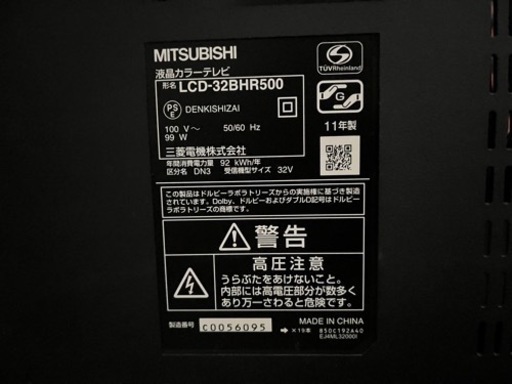 MITSUBISHI
液晶カラーテレビ
形名 LCD-32BHR500
PS E DENKISHIZAI
100 V～ 50/60 Hz
99 W
三菱電機株式会社
年間消費電力量 92 kWh/年
区分名 DN3 受信機型サイズ 32V
TÜVRheinland
G
11年製
この製品はドルビーラボラトリーズからの実施権に基づき製造
されています。Dolby、ドルビーおよびダブルD記号はドルビー
ラボラトリーズの商標です。
警告
高圧注意
うらぶたをあけないこと。
内部には高電圧部分が数多く
あり万一さわると危険です。
MADE IN CHINA
製造番号 C0056095 →×19本 850C192A40
EJ4ML32000I